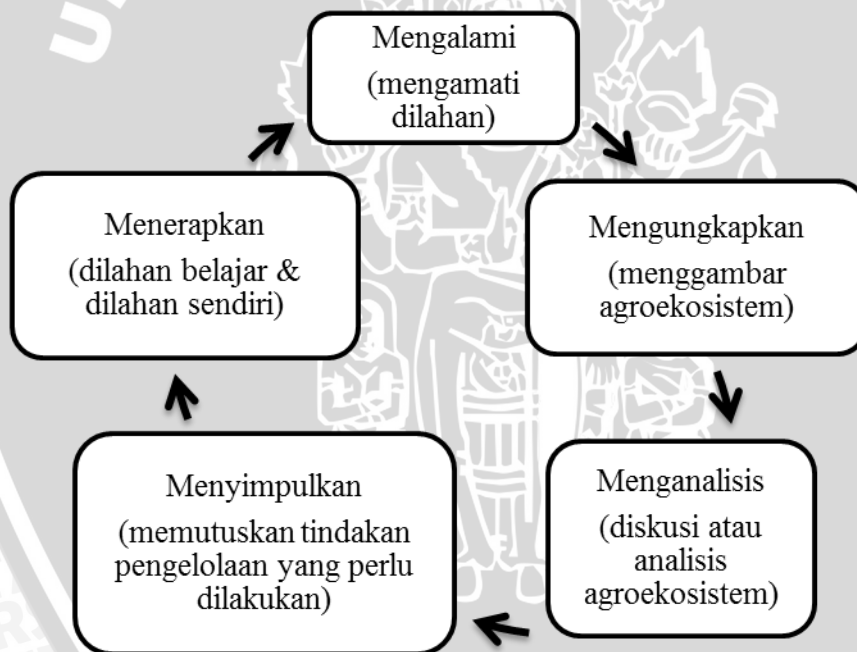 Mengalami
(mengamati
dilahan)
Mengungkapkan
(menggambar
agroekosistem)
Menganalisis
(diskusi atau
analisis
agroekosistem)
Menyimpulkan
(memutuskan tindakan
pengelolaan yang perlu
dilakukan)
Menerapkan
(dilahan belajar &
dilahan sendiri)